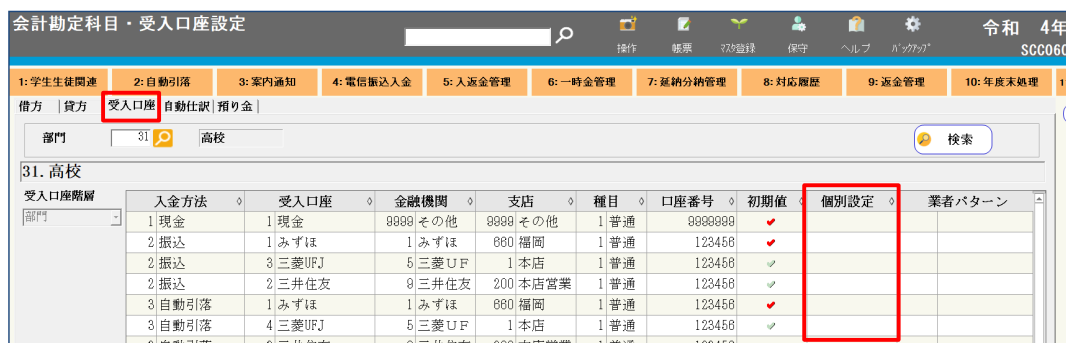 会計勘定科目・受入口座設定
操作 帳票 マスタ登録 保守 ヘルプ バックアップ 令和 4年
SCC060
1:学生生徒関連 2:自動引落 3:案内通知 4:電信振込入金 5:入返金管理 6:一時金管理 7:延納分納管理 8:対応履歴 9:返金管理 10:年度末処理 1
借方 |貸方 受入口座 自動仕訳|預り金|
部門 31 高校 検索
31.高校
受入口座階層 入金方法 受入口座 金融機関 支店 種目 口座番号 初期値 個別設定 業者パターン
部門 1 現金 1 現金 9999 その他 9999 その他 1 普通 9999999
2 振込 1 みずほ 1 みずほ 660 福岡 1 普通 123456
2 振込 3 三菱UFJ 5 三菱UF 1 本店 1 普通 123456
2 振込 2 三井住友 9 三井住友 200 本店営業 1 普通 123456
3 自動引落 1 みずほ 1 みずほ 660 福岡 1 普通 123456
3 自動引落 4 三菱UFJ 5 三菱UF 1 本店 1 普通 123456